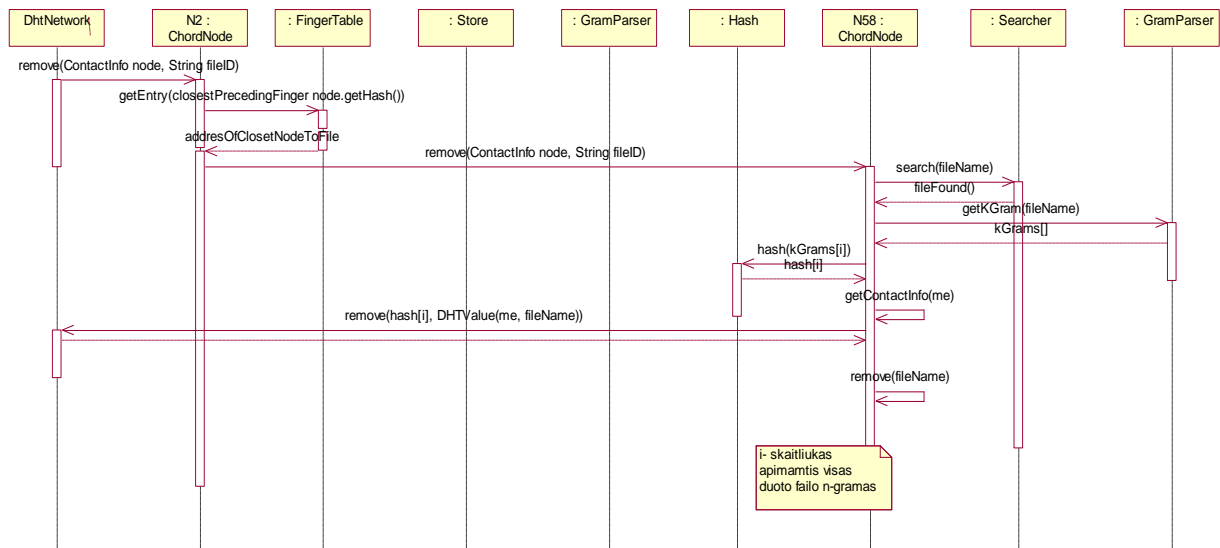 DhtNetwork
N2 :
ChordNode
: FingerTable
: Store
: GramParser
: Hash
N58 :
ChordNode
: Searcher
: GramParser
remove(ContactInfo node, String fileID)
getEntry(closestPrecedingFinger node.getHash())
addresOfClosetNodeToFile
remove(ContactInfo node, String fileID)
search(fileName)
fileFound()
getKGram(fileName)
kGrams[]
hash(kGrams[i])
hash[i]
getContactInfo(me)
remove(hash[i], DHTValue(me, fileName))
remove(fileName)
i- skaitliukas
apimamtis visas
duoto failo n-gramas